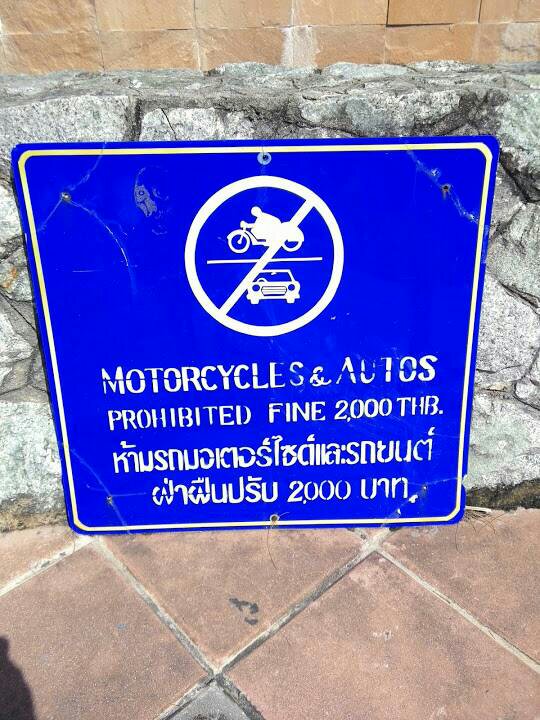 MOTORCYCLES & AUTOS
PROHIBITED FINE 2,000 THB.
ห้ามรถมอเตอร์ไซด์และรถยนต์
ฝ่าฝืนปรับ 2,000 บาท